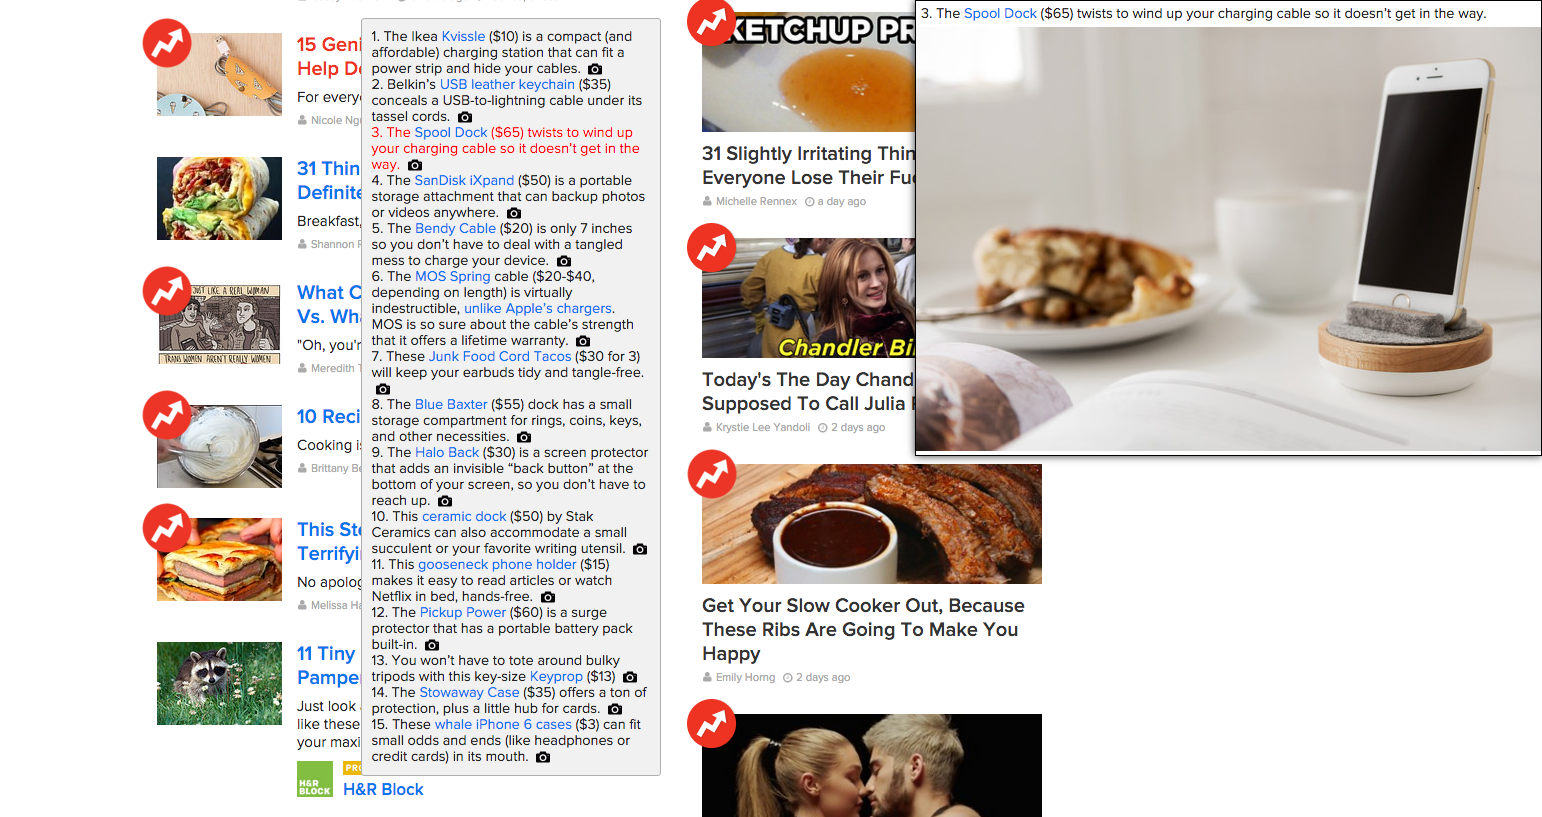 15 Geni
Help De
For every
Nicole Ng
31 Thin
Definite
Breakfast,
Shannon
JUST LIKE A REAL WOMAN
TRANS WOMEN AREN'T REALLY WOMEN
What C
Vs. Wha
"Oh, you'r
Meredith T
10 Reci
Cooking is
Brittany Be
This Ste
Terrifyi
No apolog
Melissa Ha
11 Tiny
Pamper
Just look
like these
your maxi
H&R
BLOCK
PRO
H&R Block
1. The Ikea Kvissle ($10) is a compact (and
affordable) charging station that can fit a
power strip and hide your cables.
2. Belkin's USB leather keychain ($35)
conceals a USB-to-lightning cable under its
tassel cords.
3. The Spool Dock ($65) twists to wind up
your charging cable so it doesn't get in the
way.
4. The SanDisk iXpand ($50) is a portable
storage attachment that can backup photos
or videos anywhere.
5. The Bendy Cable ($20) is only 7 inches
so you don't have to deal with a tangled
mess to charge your device.
6. The MOS Spring cable ($20-$40,
depending on length) is virtually
indestructible, unlike Apple's chargers.
MOS is so sure about the cable's strength
that it offers a lifetime warranty.
7. These Junk Food Cord Tacos ($30 for 3)
will keep your earbuds tidy and tangle-free.
8. The Blue Baxter ($55) dock has a small
storage compartment for rings, coins, keys,
and other necessities.
9. The Halo Back ($30) is a screen protector
that adds an invisible “back button” at the
bottom of your screen, so you don't have to
reach up.
10. This ceramic dock ($50) by Stak
Ceramics can also accommodate a small
succulent or your favorite writing utensil.
11. This gooseneck phone holder ($15)
makes it easy to read articles or watch
Netflix in bed, hands-free.
12. The Pickup Power ($60) is a surge
protector that has a portable battery pack
built-in.
13. You won't have to tote around bulky
tripods with this key-size Keyprop ($13)
14. The Stowaway Case ($35) offers a ton of
protection, plus a little hub for cards.
15. These whale iPhone 6 cases ($3) can fit
small odds and ends (like headphones or
credit cards) in its mouth.
KETCHUP PR
31 Slightly Irritating Thin
Everyone Lose Their Fu
Michelle Rennex a day ago
Chandler Bi
Today's The Day Chand
Supposed To Call Julia
Krystie Lee Yandoli 2 days ago
Get Your Slow Cooker Out, Because
These Ribs Are Going To Make You
Happy
Emily Horng 2 days ago
3. The Spool Dock ($65) twists to wind up your charging cable so it doesn't get in the way.